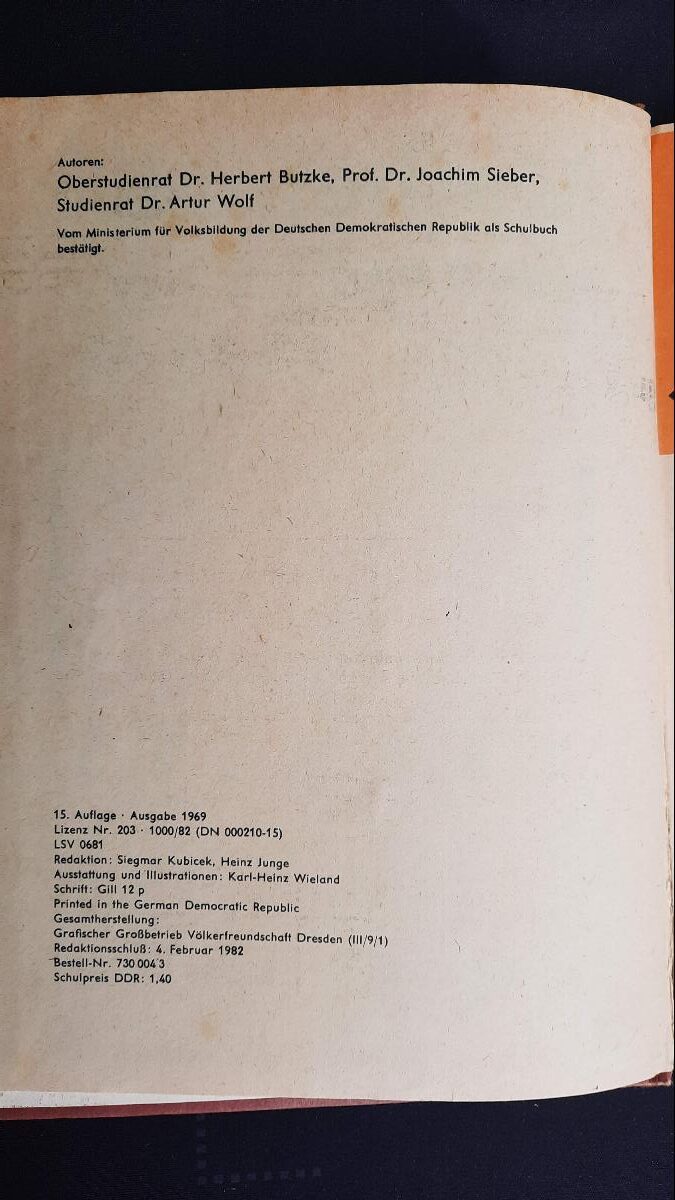 Autoren:
Oberstudienrat Dr. Herbert Butzke, Prof. Dr. Joachim Sieber,
Studienrat Dr. Artur Wolf
Vom Ministerium für Volksbildung der Deutschen Demokratischen Republik als Schulbuch
bestätigt.
15. Auflage · Ausgabe 1969
Lizenz Nr. 203 · 1000/82 (DN 000210-15)
LSV 0681
Redaktion: Siegmar Kubicek, Heinz Junge
Ausstattung und Illustrationen: Karl-Heinz Wieland
Schrift: Gill 12 p
Printed in the German Democratic Republic
Gesamtherstellung:
Grafischer Großbetrieb Völkerfreundschaft Dresden (III/9/1)
Redaktionsschluß: 4. Februar 1982
Bestell-Nr. 730 004 3
Schulpreis DDR: 1,40